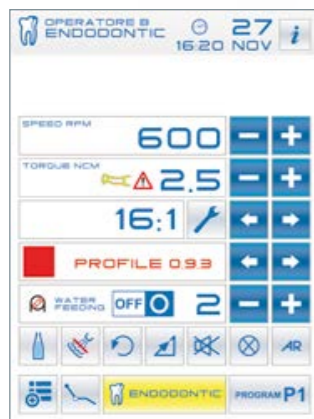 OPERATORE B
ENDODONTIC
16:20
27
NOV
i
SPEED RPM
600
TORQUE NCM
2.5
16:1
PROFILE 0.9.3
WATER
FEEDING
OFF
2
AR
ENDODONTIC
PROGRAM P1